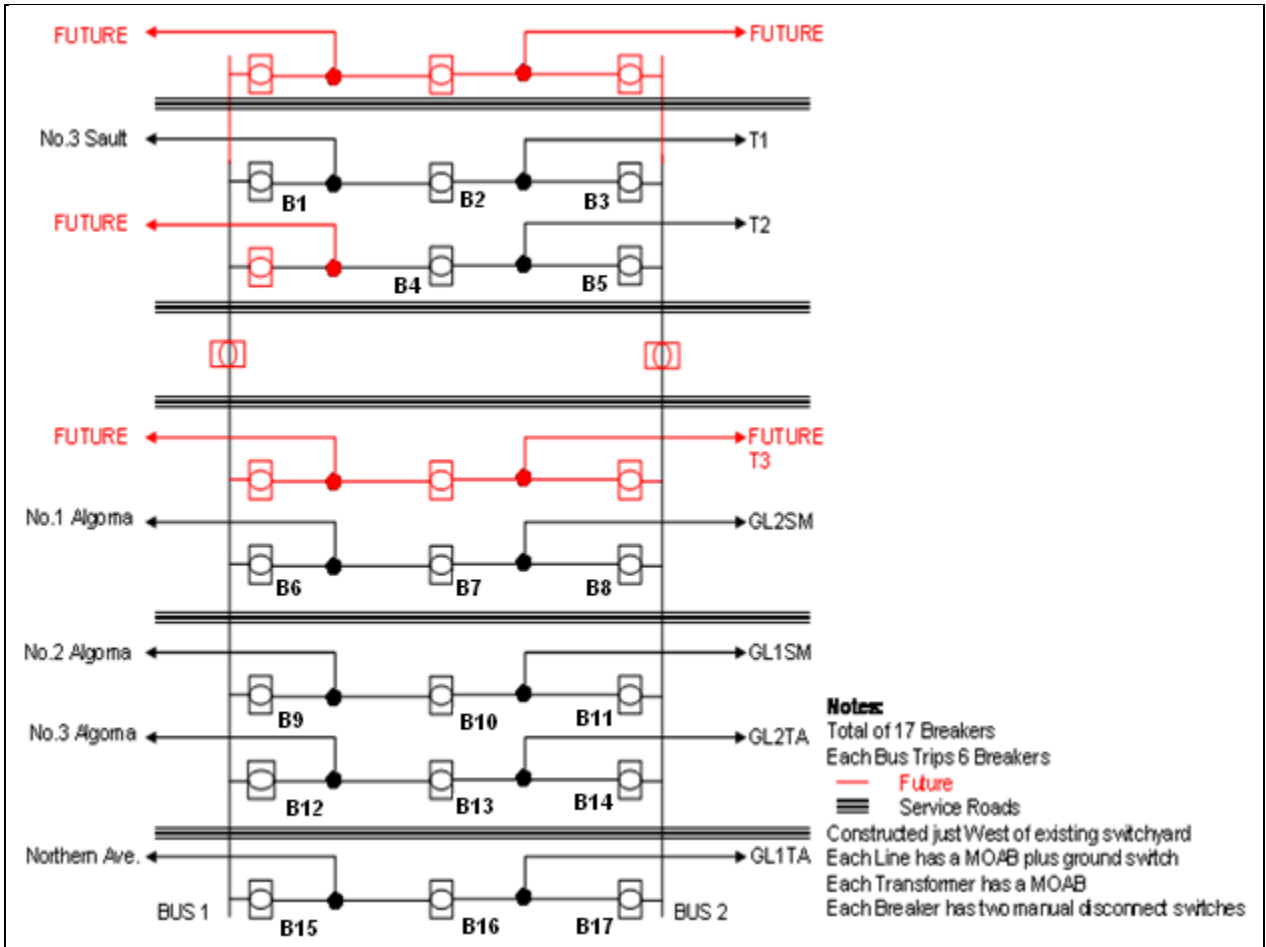 FUTURE
FUTURE
No.3 Sault
T1
B1
B2
B3
FUTURE
T2
B4
B5
FUTURE
FUTURE
T3
No.1 Algoma
GL2SM
B6
B7
B8
No.2 Algoma
GL1SM
B9
B10
B11
No.3 Algoma
GL2TA
B12
B13
B14
Northern Ave.
GL1TA
BUS 1
B15
B16
B17
BUS 2
Notes:
Total of 17 Breakers
Each Bus Trips 6 Breakers
Future
Service Roads
Constructed just West of existing switchyard
Each Line has a MOAB plus ground switch
Each Transformer has a MOAB
Each Breaker has two manual disconnect switches